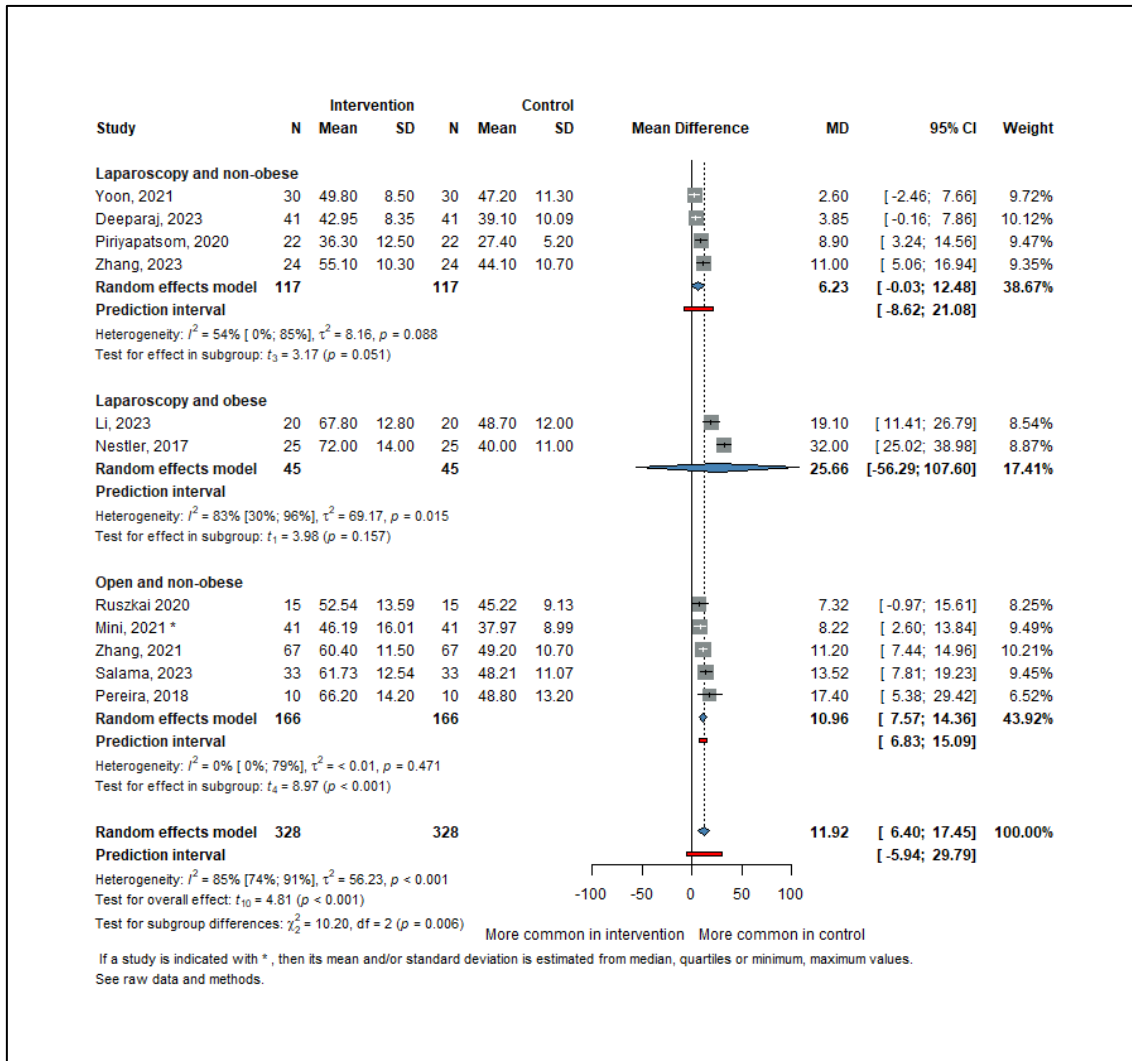 Intervention Control
Study N Mean SD N Mean SD Mean Difference MD 95% CI Weight
Laparoscopy and non-obese
Yoon, 2021 30 49.80 8.50 30 47.20 11.30 2.60 [-2.46; 7.66] 9.72%
Deeparaj, 2023 41 42.95 8.35 41 39.10 10.09 3.85 [-0.16; 7.86] 10.12%
Piriyapatsom, 2020 22 36.30 12.50 22 27.40 5.20 8.90 [ 3.24; 14.56] 9.47%
Zhang, 2023 24 55.10 10.30 24 44.10 10.70 11.00 [ 5.06; 16.94] 9.35%
Random effects model 117 117 6.23 [ -0.03; 12.48] 38.67%
Prediction interval [ -8.62; 21.08]
Heterogeneity: I² = 54% [ 0%; 85%], τ² = 8.16, p = 0.088
Test for effect in subgroup: t₃ = 3.17 (p = 0.051)
Laparoscopy and obese
Li, 2023 20 67.80 12.80 20 48.70 12.00 19.10 [11.41; 26.79] 8.54%
Nestler, 2017 25 72.00 14.00 25 40.00 11.00 32.00 [25.02; 38.98] 8.87%
Random effects model 45 45 25.66 [-56.29; 107.60] 17.41%
Prediction interval
Heterogeneity: I² = 83% [30%; 96%], τ² = 69.17, p = 0.015
Test for effect in subgroup: t₁ = 3.98 (p = 0.157)
Open and non-obese
Ruszkai 2020 15 52.54 13.59 15 45.22 9.13 7.32 [-0.97; 15.61] 8.25%
Mini, 2021 * 41 46.19 16.01 41 37.97 8.99 8.22 [ 2.60; 13.84] 9.49%
Zhang, 2021 67 60.40 11.50 67 49.20 10.70 11.20 [ 7.44; 14.96] 10.21%
Salama, 2023 33 61.73 12.54 33 48.21 11.07 13.52 [ 7.81; 19.23] 9.45%
Pereira, 2018 10 66.20 14.20 10 48.80 13.20 17.40 [ 5.38; 29.42] 6.52%
Random effects model 166 166 10.96 [ 7.57; 14.36] 43.92%
Prediction interval [ 6.83; 15.09]
Heterogeneity: I² = 0% [ 0%; 79%], τ² = < 0.01, p = 0.471
Test for effect in subgroup: t₄ = 8.97 (p < 0.001)
Random effects model 328 328 11.92 [ 6.40; 17.45] 100.00%
Prediction interval [ -5.94; 29.79]
Heterogeneity: I² = 85% [74%; 91%], τ² = 56.23, p < 0.001
-100 -50 0 50 100
Test for overall effect: t₁₀ = 4.81 (p < 0.001)
Test for subgroup differences: χ²₂ = 10.20, df = 2 (p = 0.006)
More common in intervention More common in control
If a study is indicated with * , then its mean and/or standard deviation is estimated from median, quartiles or minimum, maximum values.
See raw data and methods.